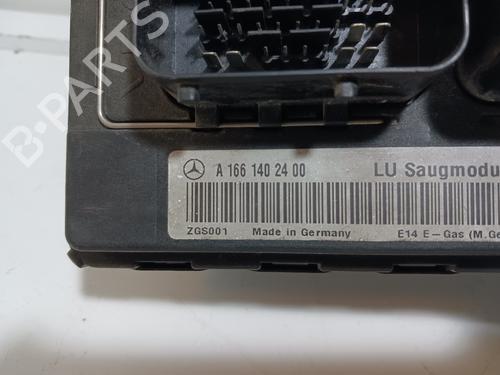 B-PARTS
A 166 140 24 00
LU Saugmodu
ZGS001 Made in Germany E14 E-Gas (M.Ge